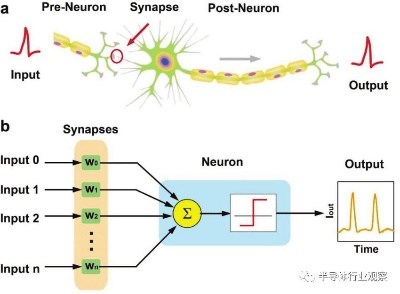 a
Pre-Neuron Synapse Post-Neuron
Input
Output
b
Synapses
Neuron
Output
Input 0 W₀
Input 1 W₁
Input 2 W₂
Input n Wₙ
Σ
Iout
Time
半导体行业观察